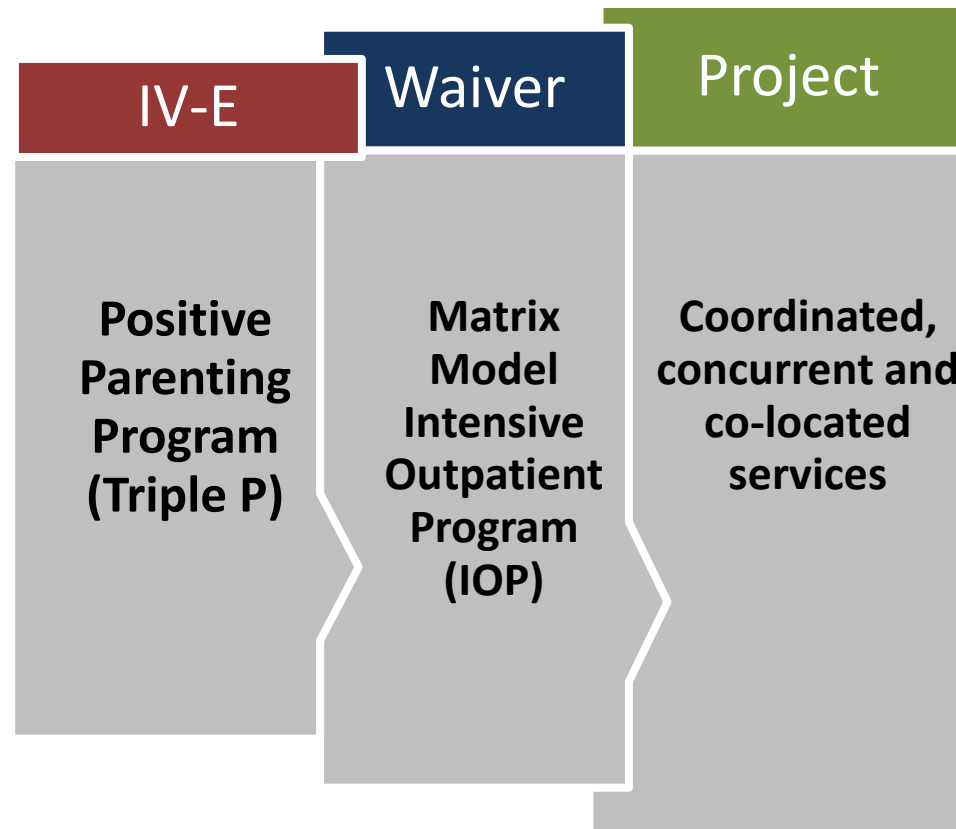 IV-E
Waiver
Project
Positive
Parenting
Program
(Triple P)
Matrix
Model
Intensive
Outpatient
Program
(IOP)
Coordinated,
concurrent and
co-located
services